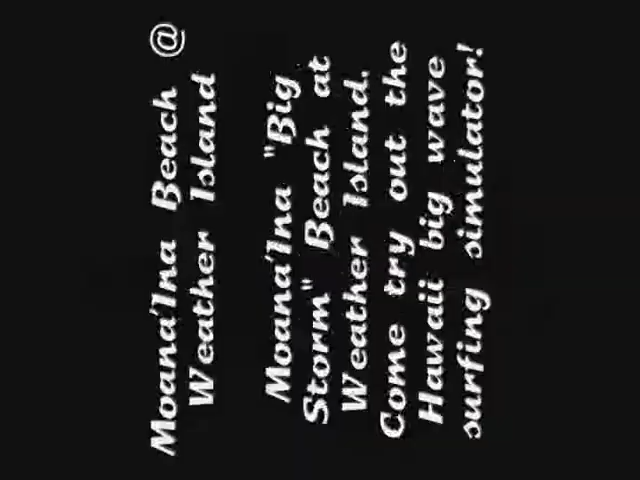 Moana'Ina Beach @
Weather Island
Moana'Ina "Big
Storm" Beach at
Weather Island.
Come try out the
Hawaii big wave
surfing simulator!